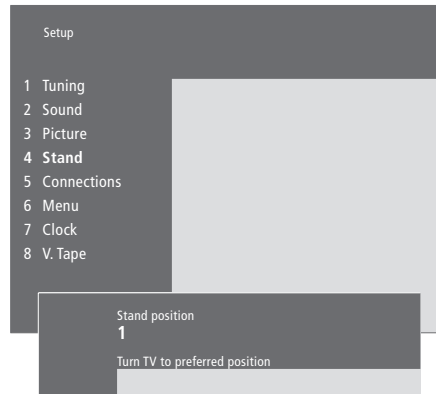 Setup
1 Tuning
2 Sound
3 Picture
4 Stand
5 Connections
6 Menu
7 Clock
8 V. Tape
Stand position
1
Turn TV to preferred position